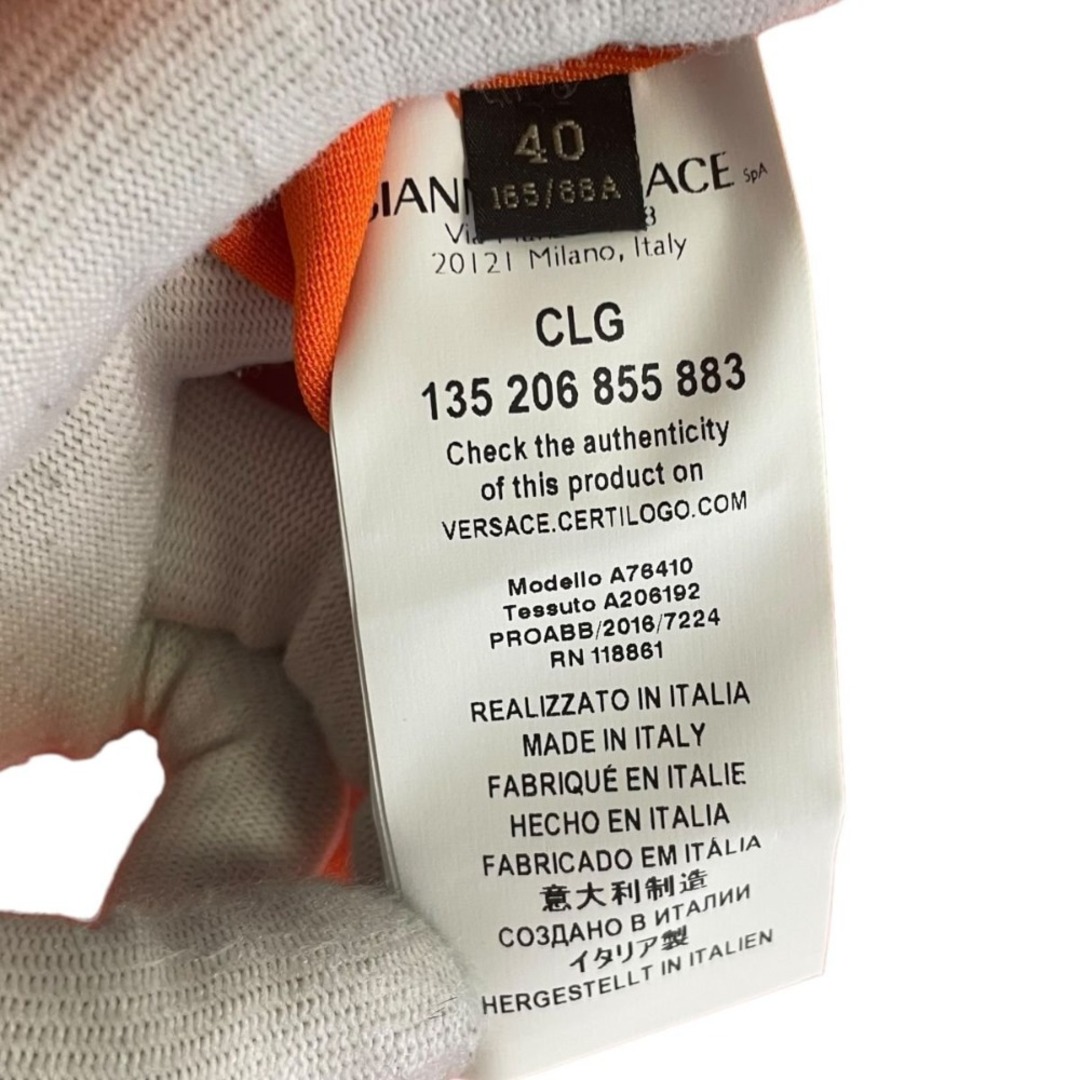 40
165/88A
ACE SpA
20121 Milano, Italy
CLG
135 206 855 883
Check the authenticity
of this product on
VERSACE.CERTILOGO.COM
Modello A76410
Tessuto A206192
PROABB/2016/7224
RN 118861
REALIZZATO IN ITALIA
MADE IN ITALY
FABRIQUÉ EN ITALIE
HECHO EN ITALIA
FABRICADO EM ITÁLIA
意大利制造
СОЗДАНО В ИТАЛИИ
イタリア製
HERGESTELLT IN ITALIEN